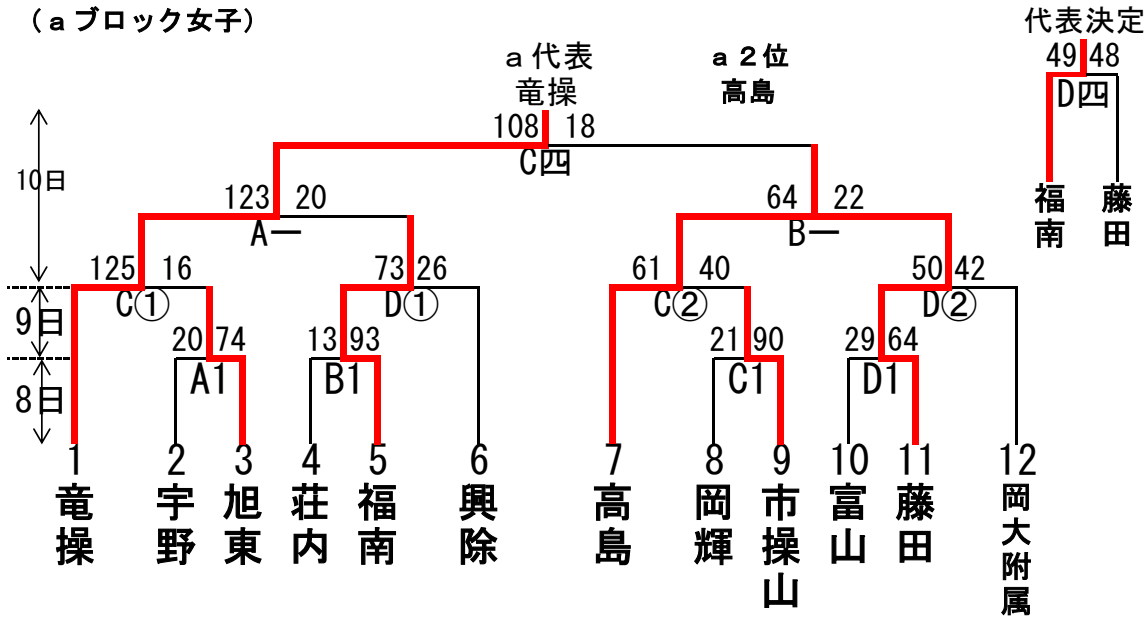 (aブロック女子)
代表決定
a代表
竜操
a2位
高島
49 48
D四
福南
藤田
108 18
C四
10日
123 20
A一
64 22
B一
125 16
C①
73 26
D①
61 40
C②
50 42
D②
9日
20 74
A1
13 93
B1
21 90
C1
29 64
D1
8日
1 2 3 4 5 6 7 8 9 10 11 12
竜操
宇野
旭東
荘内
福南
興除
高島
岡輝
市操山
富山
藤田
岡大附属